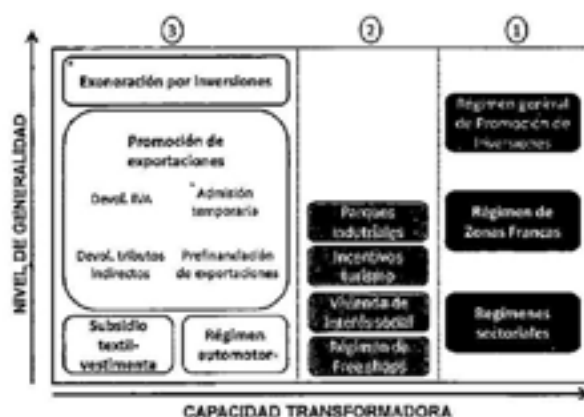 3
2
1
Exoneración por Inversiones
Promoción de
exportaciones
Devol. IVA
Admisión
temporaria
Devol. tributos
indirectos
Prefinanciación
de exportaciones
Subsidio
textil-
vestimenta
Régimen
automotor-
Parques
Indutriales
Incentivos
turismo
Vivienda de
interés social
Régimen de
Free shops
Régimen general
de Promoción de
Inversiones
Régimen de
Zonas Francas
Regímenes
sectoriales
NIVEL DE GENERALIDAD
CAPACIDAD TRANSFORMADORA